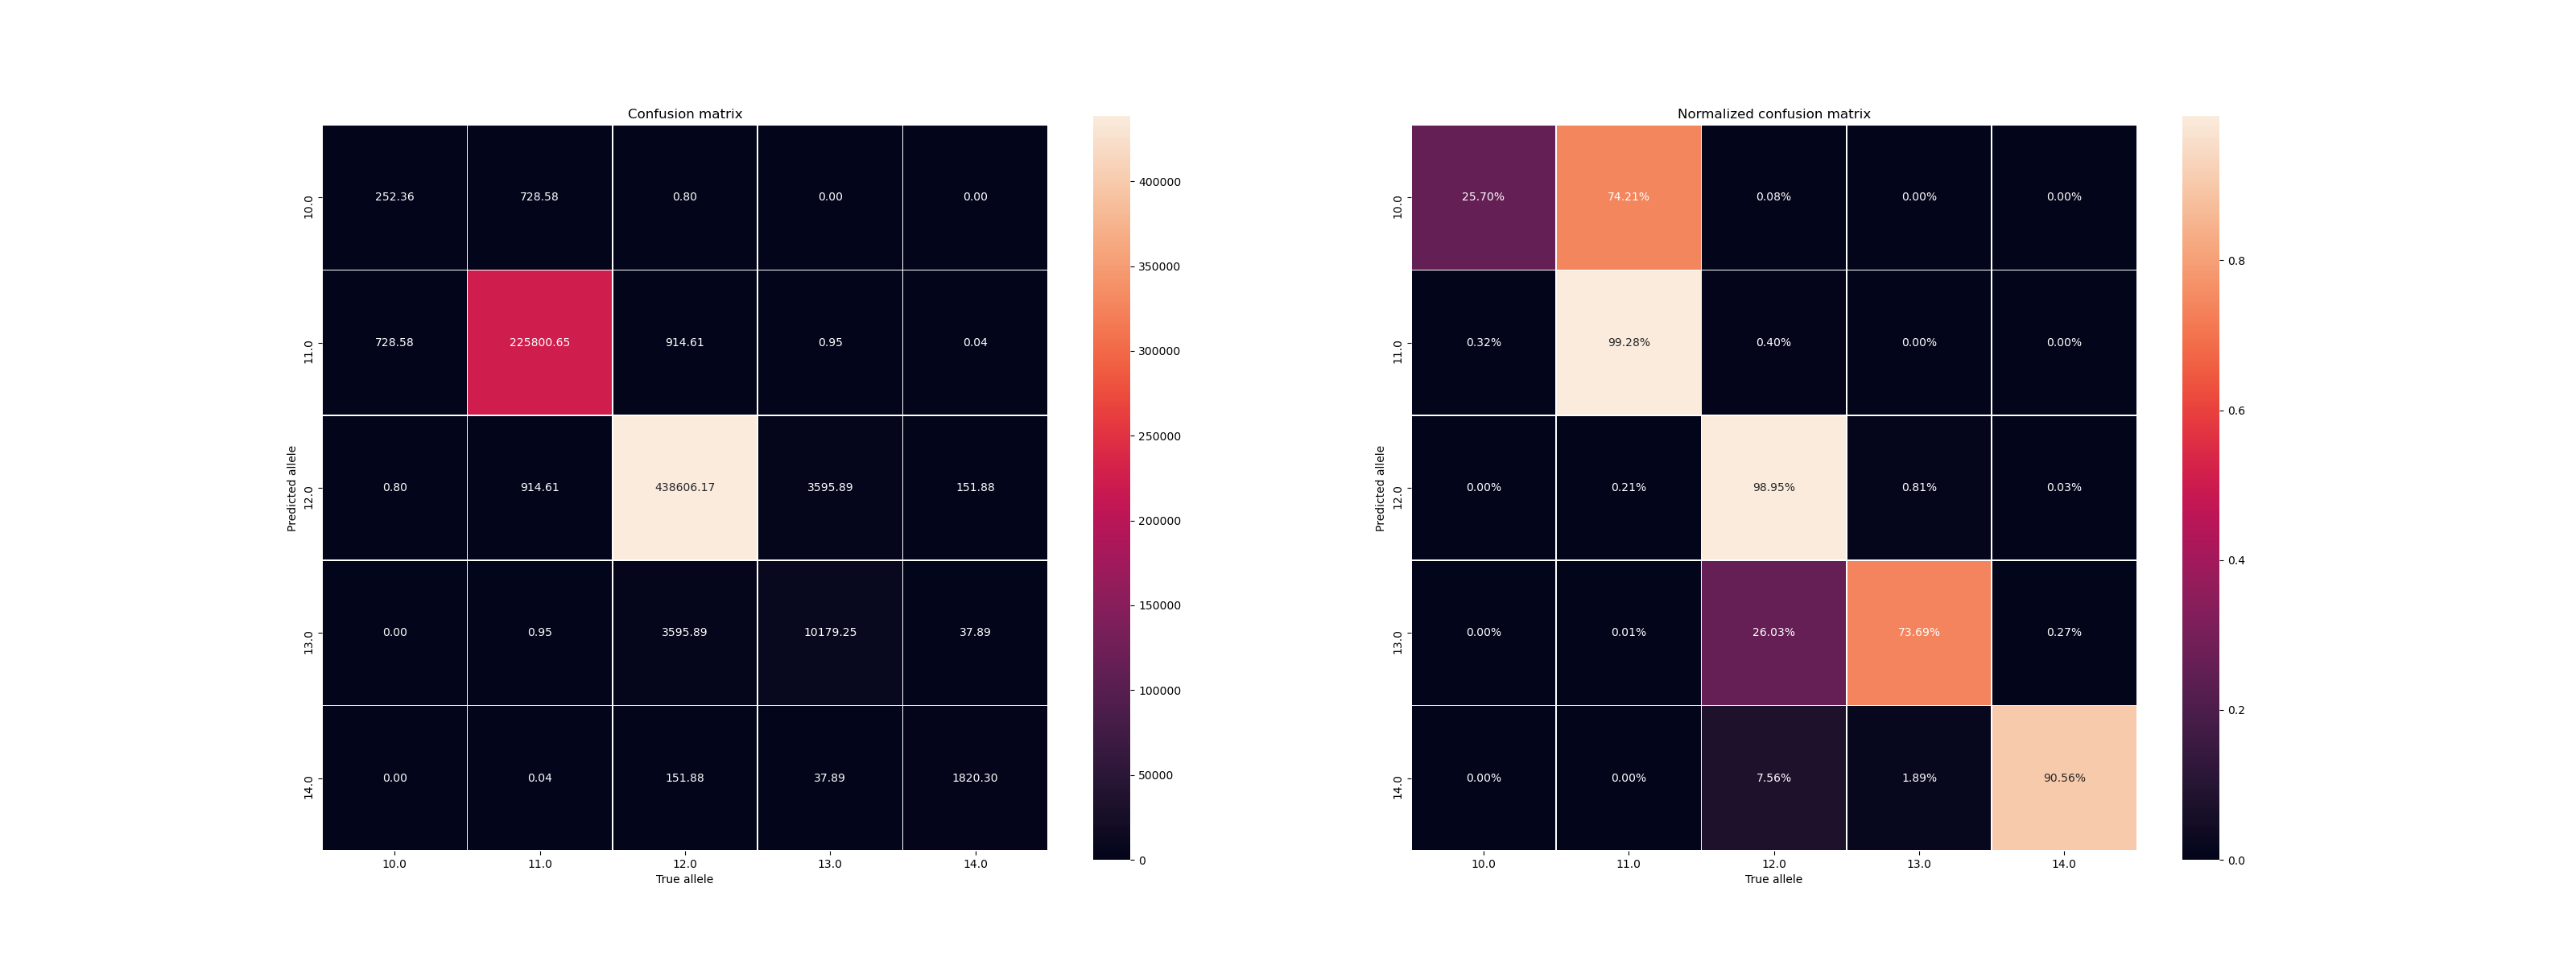 Confusion matrix
10.0 252.36 728.58 0.80 0.00 0.00
11.0 728.58 225800.65 914.61 0.95 0.04
12.0 0.80 914.61 438606.17 3595.89 151.88
13.0 0.00 0.95 3595.89 10179.25 37.89
14.0 0.00 0.04 151.88 37.89 1820.30
Predicted allele
10.0 11.0 12.0 13.0 14.0
True allele
400000
350000
300000
250000
200000
150000
100000
50000
0
Normalized confusion matrix
10.0 25.70% 74.21% 0.08% 0.00% 0.00%
11.0 0.32% 99.28% 0.40% 0.00% 0.00%
12.0 0.00% 0.21% 98.95% 0.81% 0.03%
13.0 0.00% 0.01% 26.03% 73.69% 0.27%
14.0 0.00% 0.00% 7.56% 1.89% 90.56%
Predicted allele
10.0 11.0 12.0 13.0 14.0
True allele
0.8
0.6
0.4
0.2
0.0